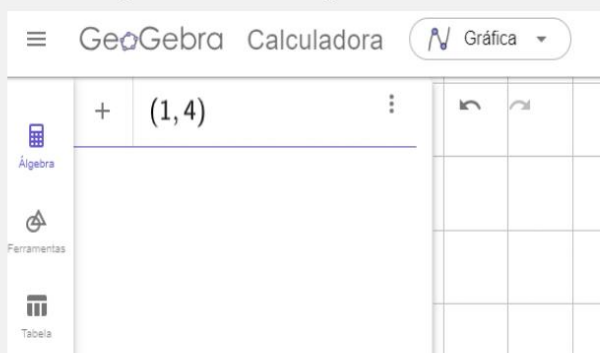 GeoGebra Calculadora Gráfica
+ (1,4)
Álgebra
Ferramentas
Tabela